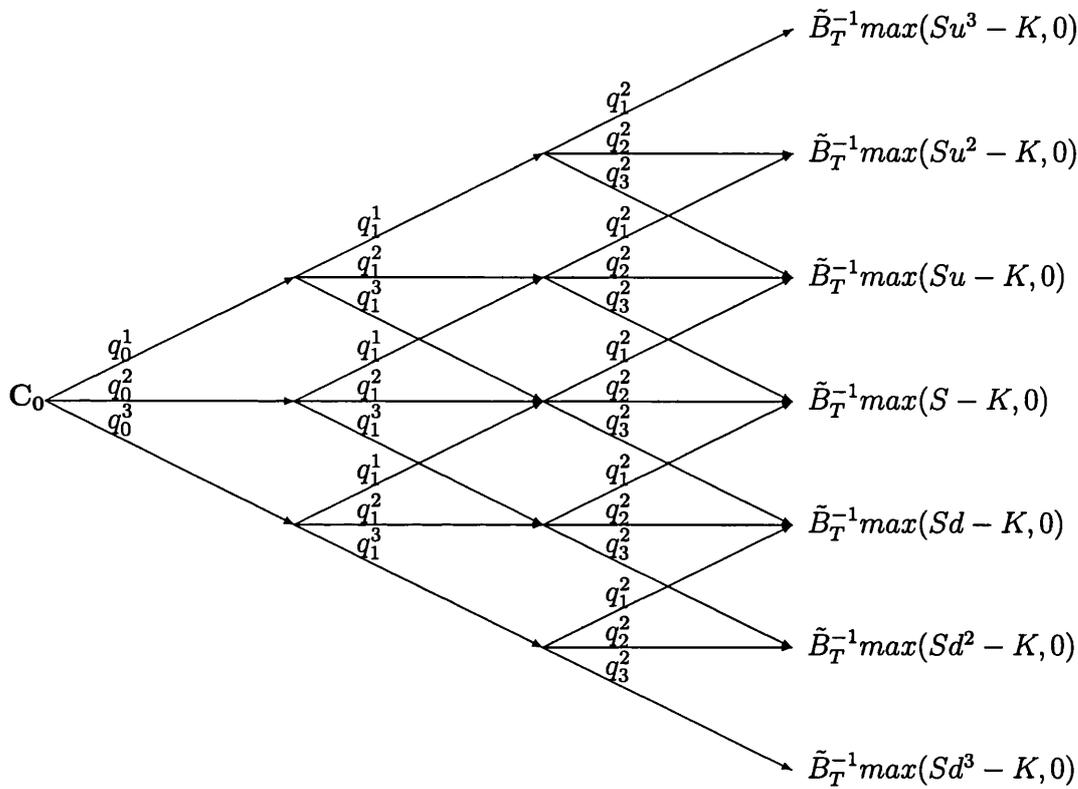 B̃_T^{-1}max(Su^3 − K, 0)
q_1^2
q_2^2
B̃_T^{-1}max(Su^2 − K, 0)
q_3^2
q_1^1
q_1^2
q_1^2
q_2^2
B̃_T^{-1}max(Su − K, 0)
q_1^3
q_3^2
q_0^1
q_1^1
q_1^2
q_0^2
q_1^2
q_2^2
C_0
B̃_T^{-1}max(S − K, 0)
q_0^3
q_1^3
q_3^2
q_1^1
q_1^2
q_1^2
q_2^2
B̃_T^{-1}max(Sd − K, 0)
q_1^3
q_3^2
q_1^2
q_2^2
B̃_T^{-1}max(Sd^2 − K, 0)
q_3^2
B̃_T^{-1}max(Sd^3 − K, 0)